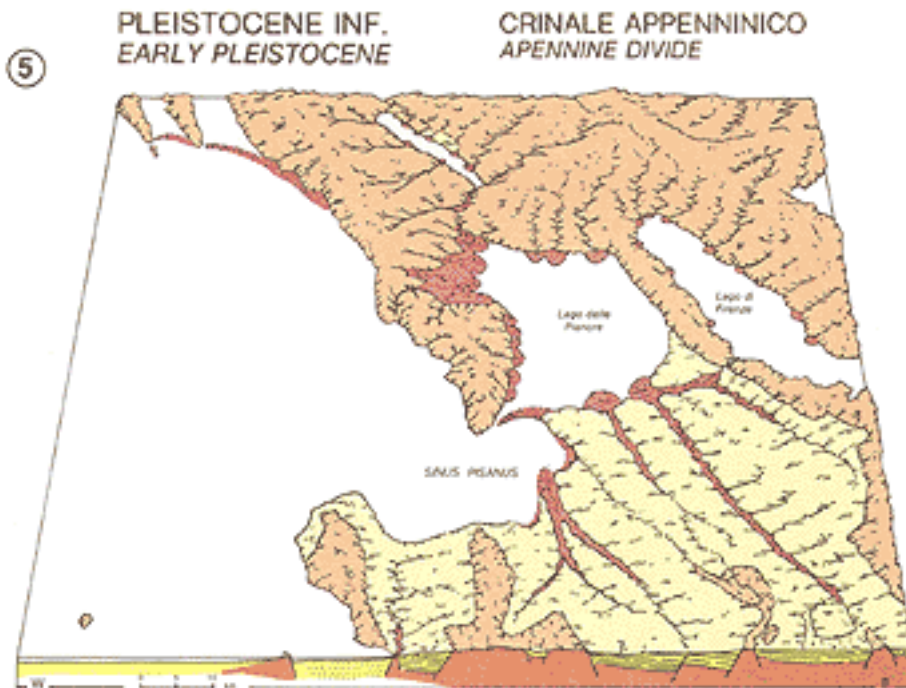 PLEISTOCENE INF.
EARLY PLEISTOCENE
CRINALE APPENNINICO
APENNINE DIVIDE
5
Lago delle
Pianore
Lago di
Firenze
SINUS PISANUS
W